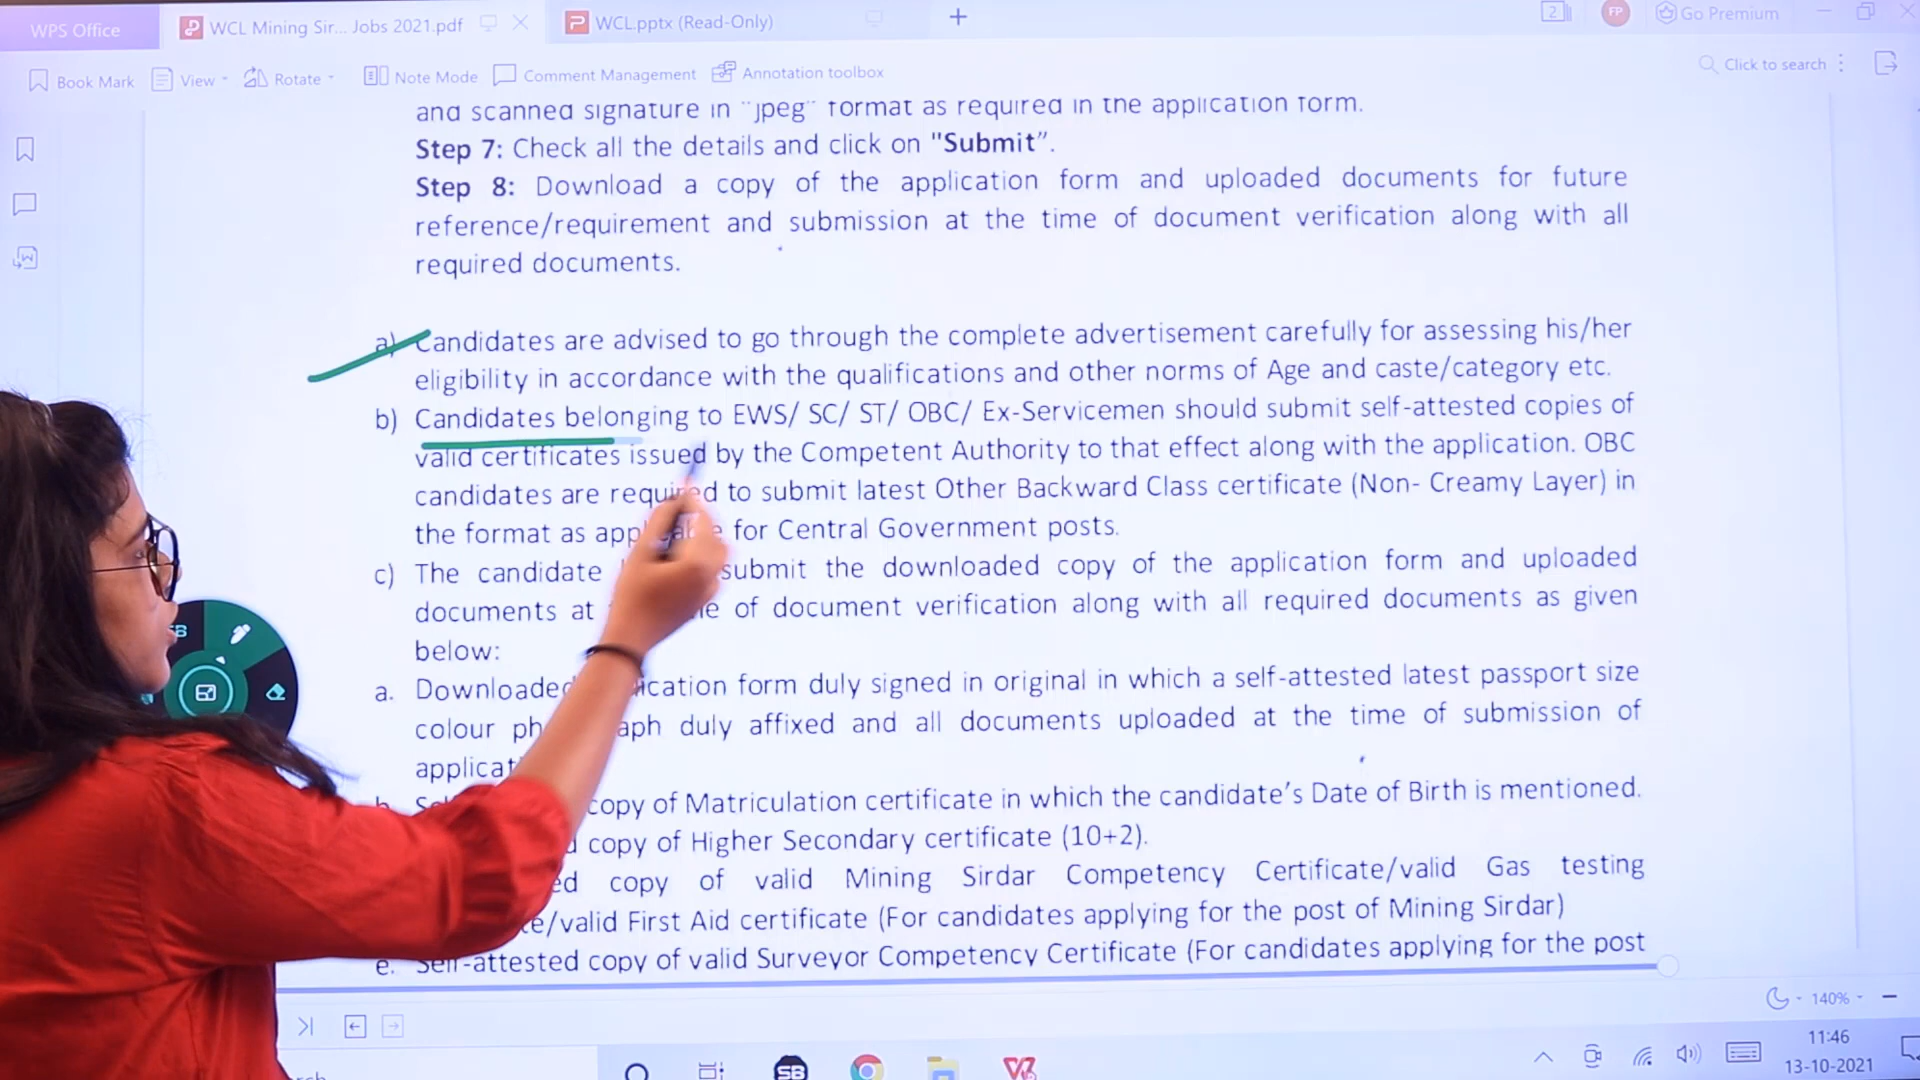 WPS Office
WCL Mining Sir... Jobs 2021.pdf
WCL.pptx (Read-Only)
2
FP
Go Premium
Book Mark
View
Rotate
Note Mode
Comment Management
Annotation toolbox
Click to search
and scanned signature in "jpeg" format as required in the application form.
Step 7: Check all the details and click on "Submit".
Step 8: Download a copy of the application form and uploaded documents for future
reference/requirement and submission at the time of document verification along with all
required documents.
a) Candidates are advised to go through the complete advertisement carefully for assessing his/her
eligibility in accordance with the qualifications and other norms of Age and caste/category etc.
b) Candidates belonging to EWS/ SC/ ST/ OBC/ Ex-Servicemen should submit self-attested copies of
valid certificates issued by the Competent Authority to that effect along with the application. OBC
candidates are required to submit latest Other Backward Class certificate (Non- Creamy Layer) in
the format as for Central Government posts.
c) The candidate submit the downloaded copy of the application form and uploaded
documents at of document verification along with all required documents as given
below:
a. Downloaded form duly signed in original in which a self-attested latest passport size
colour duly affixed and all documents uploaded at the time of submission of
copy of Matriculation certificate in which the candidate's Date of Birth is mentioned.
copy of Higher Secondary certificate (10+2).
copy of valid Mining Sirdar Competency Certificate/valid Gas testing
/valid First Aid certificate (For candidates applying for the post of Mining Sirdar)
e. Self-attested copy of valid Surveyor Competency Certificate (For candidates applying for the post
140%
SB
11:46
13-10-2021